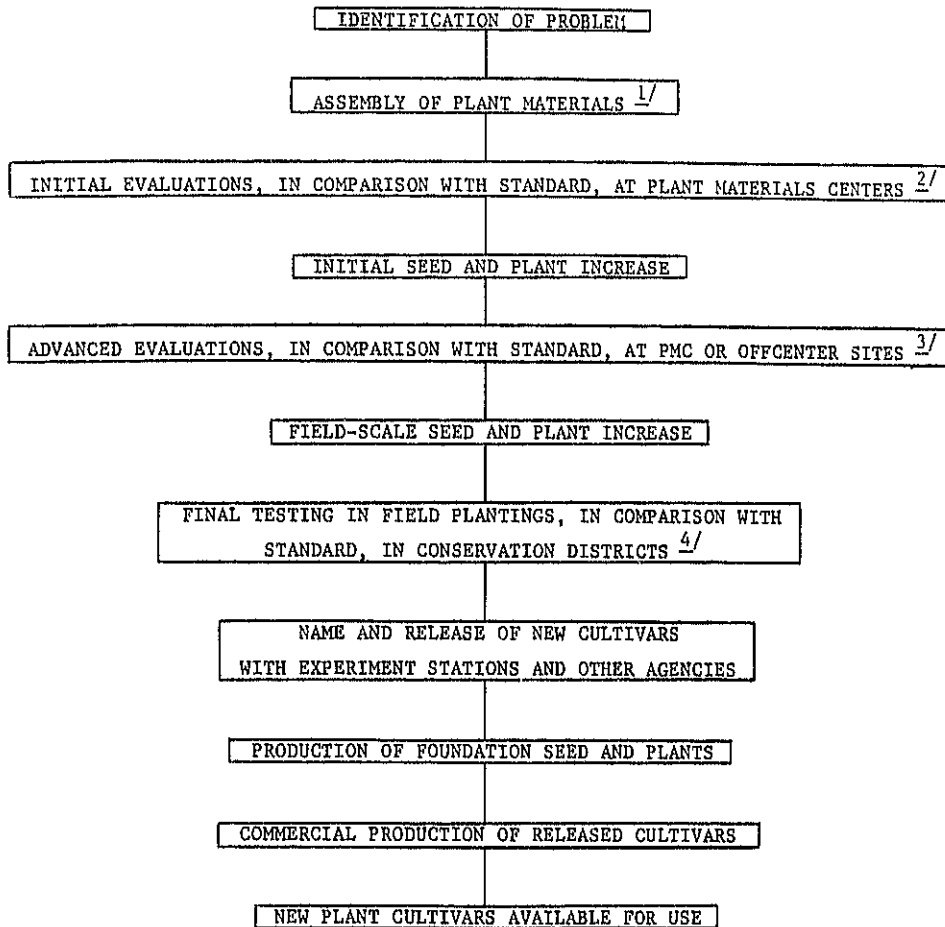 IDENTIFICATION OF PROBLEM
ASSEMBLY OF PLANT MATERIALS 1/
INITIAL EVALUATIONS, IN COMPARISON WITH STANDARD, AT PLANT MATERIALS CENTERS 2/
INITIAL SEED AND PLANT INCREASE
ADVANCED EVALUATIONS, IN COMPARISON WITH STANDARD, AT PMC OR OFFCENTER SITES 3/
FIELD-SCALE SEED AND PLANT INCREASE
FINAL TESTING IN FIELD PLANTINGS, IN COMPARISON WITH
STANDARD, IN CONSERVATION DISTRICTS 4/
NAME AND RELEASE OF NEW CULTIVARS
WITH EXPERIMENT STATIONS AND OTHER AGENCIES
PRODUCTION OF FOUNDATION SEED AND PLANTS
COMMERCIAL PRODUCTION OF RELEASED CULTIVARS
NEW PLANT CULTIVARS AVAILABLE FOR USE